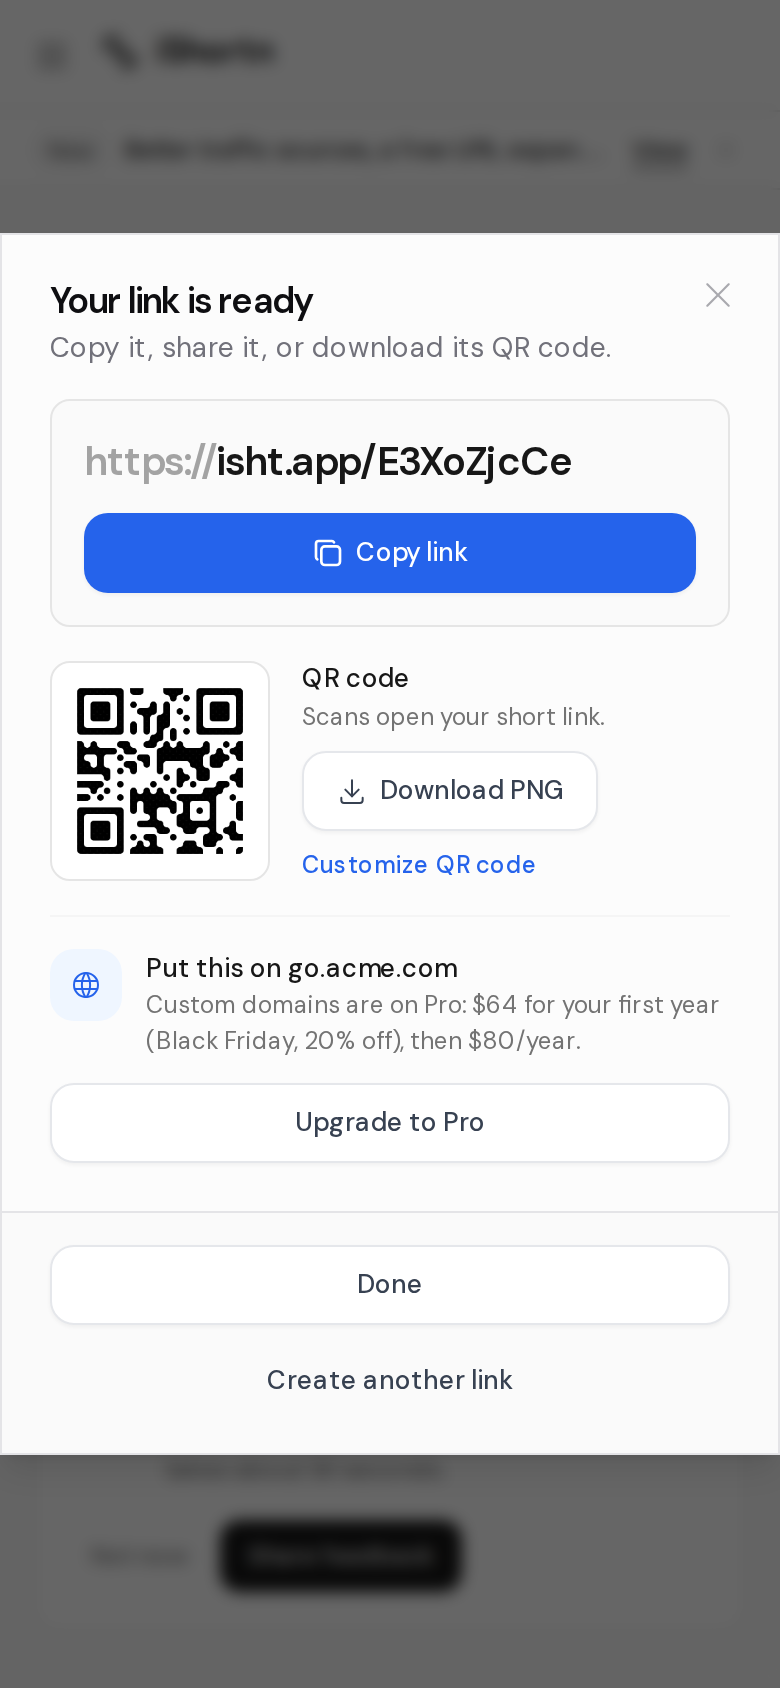 iShortn
Your link is ready
Copy it, share it, or download its QR code.
https://isht.app/E3XoZjcCe
Copy link
QR code
Scans open your short link.
Download PNG
Customize QR code
Put this on go.acme.com
Custom domains are on Pro: $64 for your first year
(Black Friday, 20% off), then $80/year.
Upgrade to Pro
Done
Create another link
Share feedback